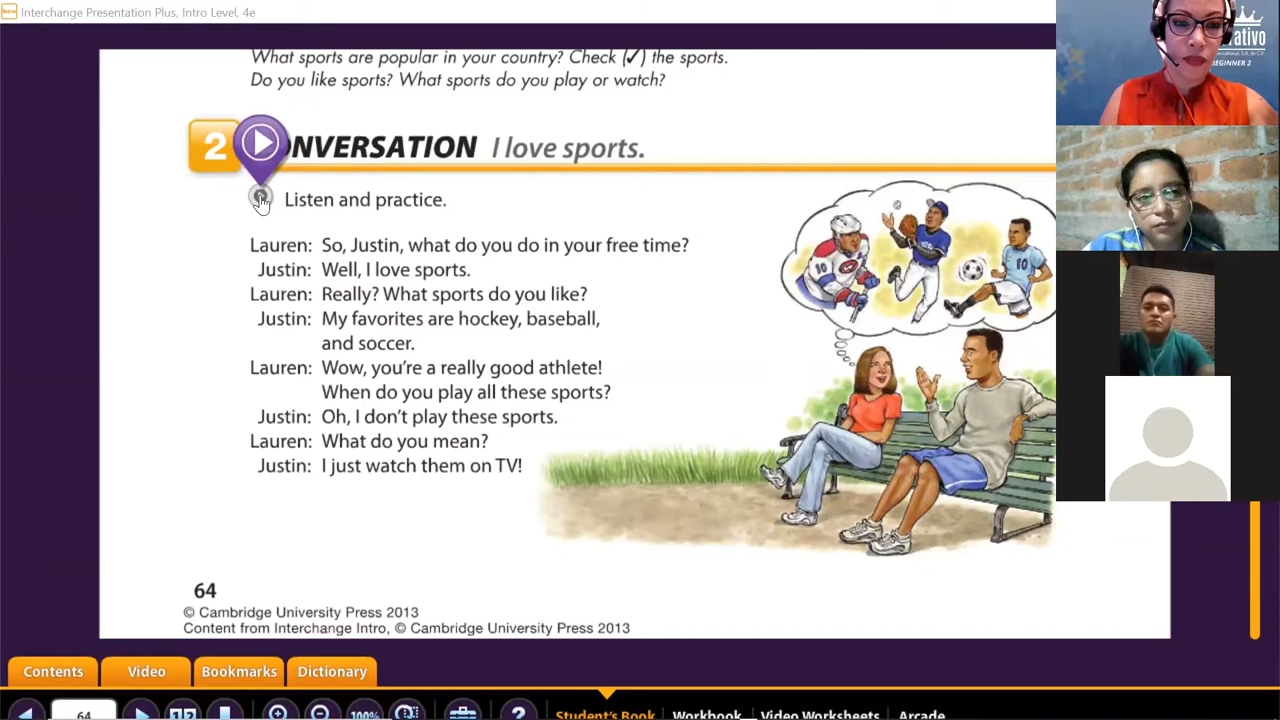 Interchange Presentation Plus, Intro Level, 4e
What sports are popular in your country? Check (✓) the sports.
Do you like sports? What sports do you play or watch?
2 ONVERSATION I love sports.
Listen and practice.
Lauren: So, Justin, what do you do in your free time?
Justin: Well, I love sports.
Lauren: Really? What sports do you like?
Justin: My favorites are hockey, baseball,
and soccer.
Lauren: Wow, you're a really good athlete!
When do you play all these sports?
Justin: Oh, I don't play these sports.
Lauren: What do you mean?
Justin: I just watch them on TV!
10
10
64
© Cambridge University Press 2013
Content from Interchange Intro, © Cambridge University Press 2013
Contents Video Bookmarks Dictionary
64 100% ?
Student's Book Workbook Video Worksheets Arcade
ativo
BEGINNER 2